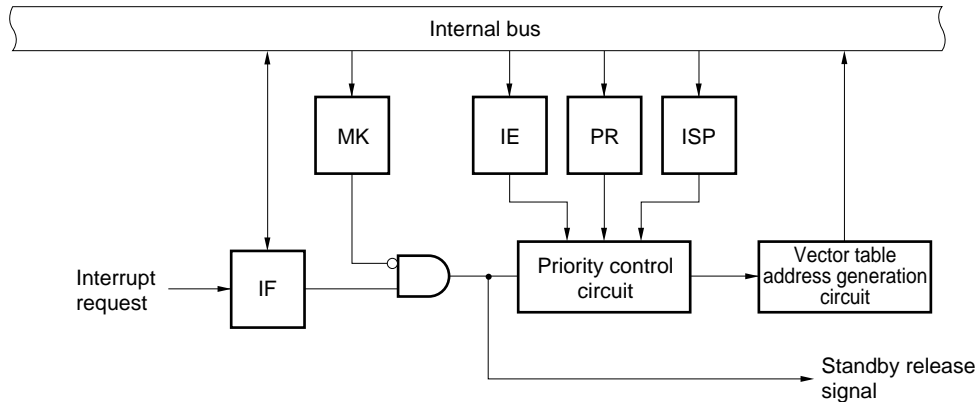 Internal bus
MK
IE
PR
ISP
Interrupt
request
IF
Priority control
circuit
Vector table
address generation
circuit
Standby release
signal